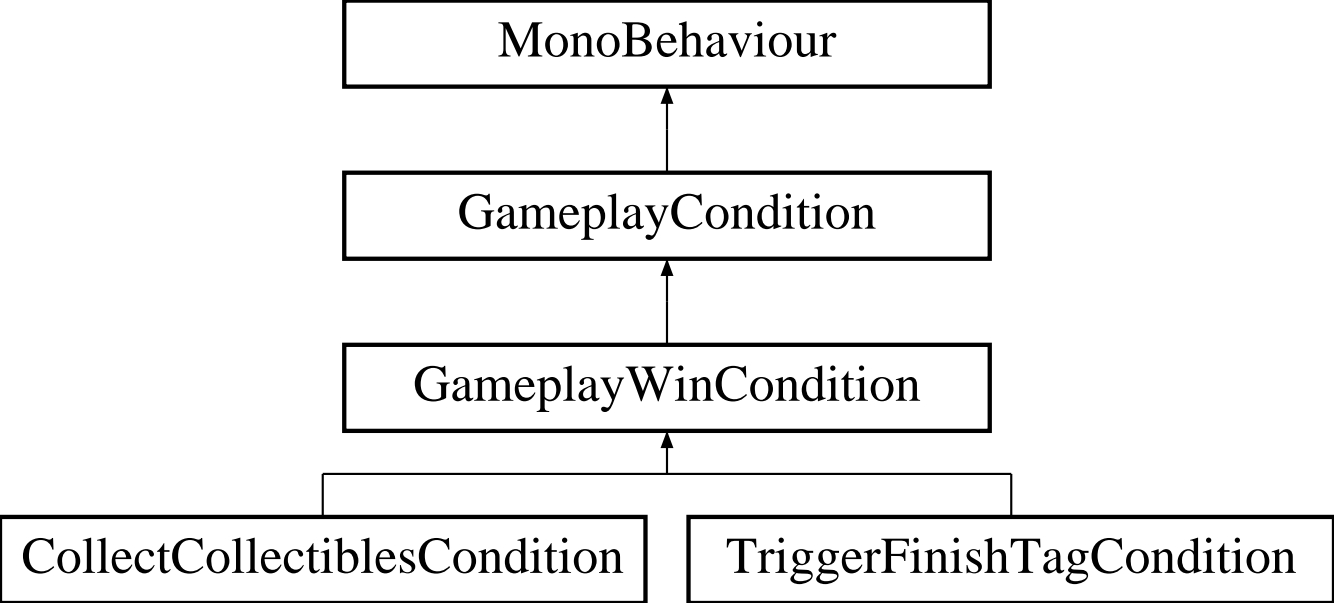 MonoBehaviour
GameplayCondition
GameplayWinCondition
CollectCollectiblesCondition
TriggerFinishTagCondition